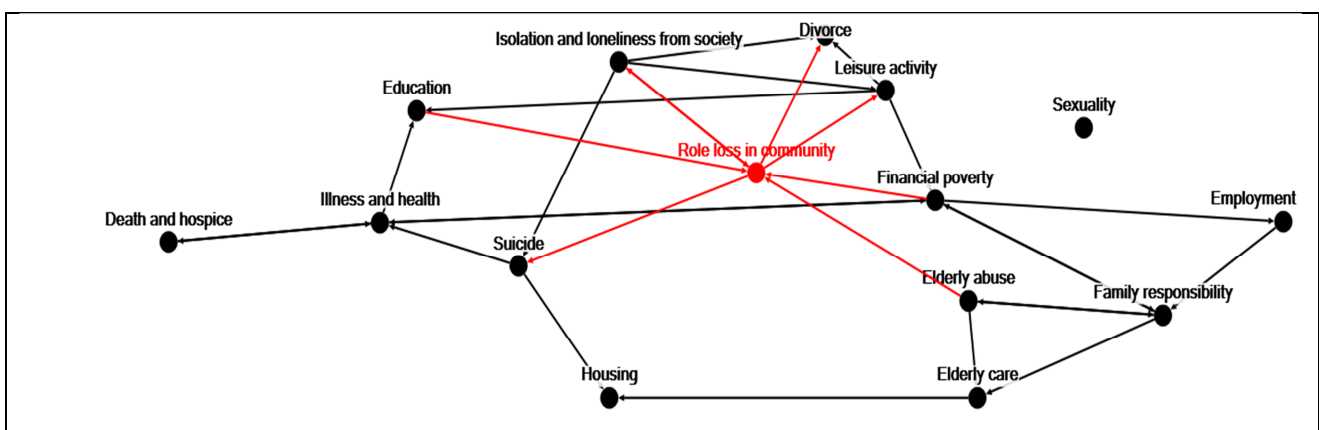 Divorce
Isolation and loneliness from society
Leisure activity
Education
Sexuality
Role loss in community
Financial poverty
Illness and health
Employment
Death and hospice
Suicide
Elderly abuse
Family responsibility
Housing
Elderly care